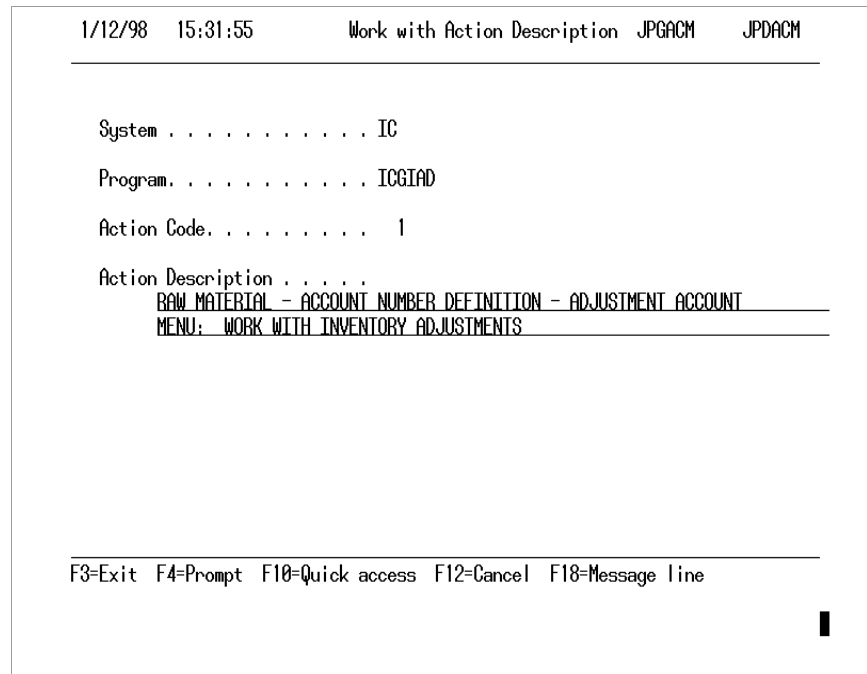 1/12/98 15:31:55 Work with Action Description JPGACM JPDACM
System . . . . . . . . . . . IC
Program. . . . . . . . . . . ICGIAD
Action Code. . . . . . . . . 1
Action Description . . . . .
RAW MATERIAL - ACCOUNT NUMBER DEFINITION - ADJUSTMENT ACCOUNT
MENU: WORK WITH INVENTORY ADJUSTMENTS
F3=Exit F4=Prompt F10=Quick access F12=Cancel F18=Message line